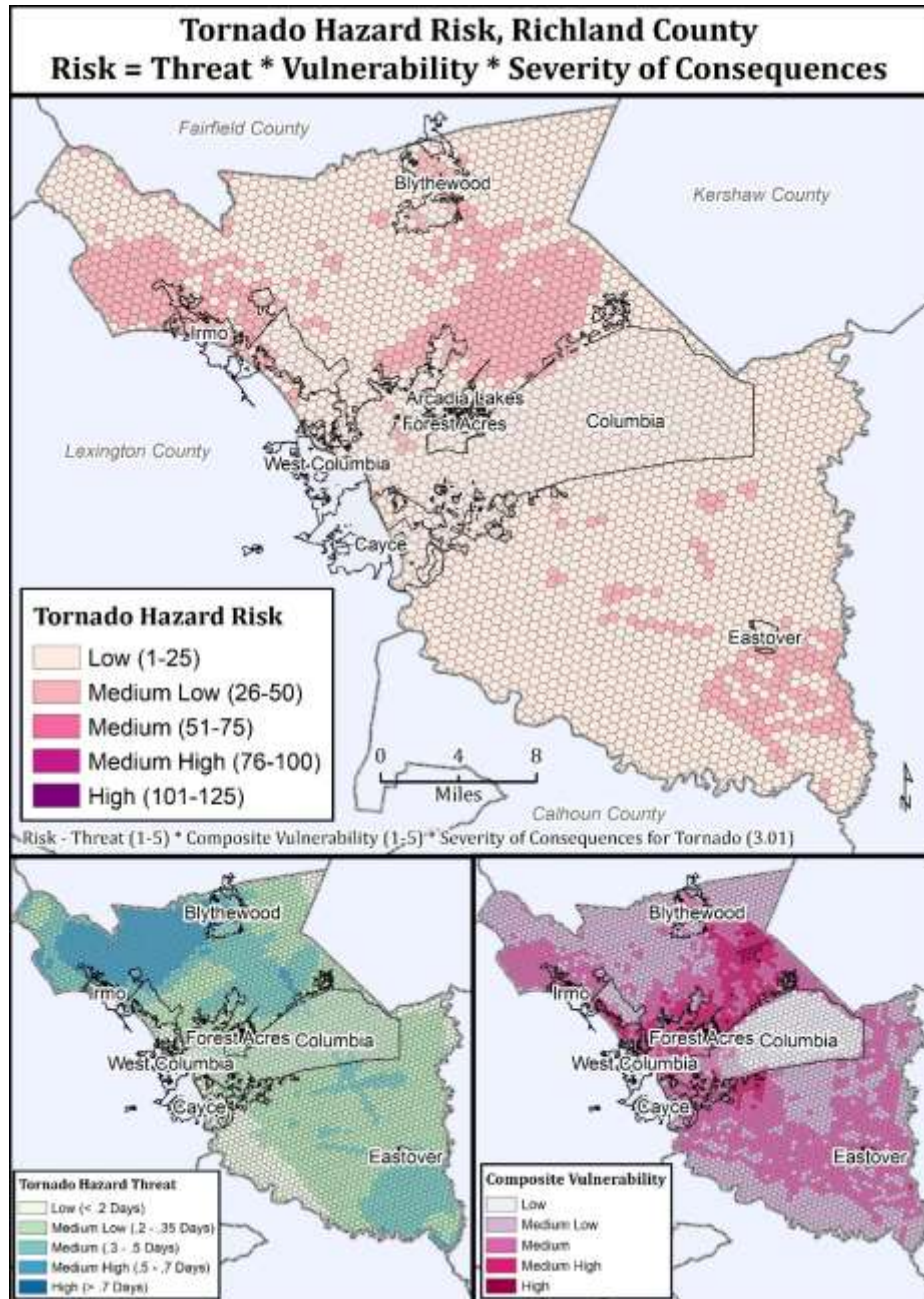 Tornado Hazard Risk, Richland County
Risk = Threat * Vulnerability * Severity of Consequences
Fairfield County
Blythewood
Kershaw County
Irmo
Arcadia Lakes
Forest Acres
Columbia
Lexington County
West Columbia
Cayce
Tornado Hazard Risk
Low (1-25)
Medium Low (26-50)
Medium (51-75)
Medium High (76-100)
High (101-125)
Eastover
0 4 8
Miles
N
Calhoun County
Risk - Threat (1-5) * Composite Vulnerability (1-5) * Severity of Consequences for Tornado (3.01)
Blythewood
Irmo
Forest Acres
Columbia
West Columbia
Cayce
Eastover
Tornado Hazard Threat
Low (< .2 Days)
Medium Low (.2 - .35 Days)
Medium (.3 - .5 Days)
Medium High (.5 - .7 Days)
High (> .7 Days)
Blythewood
Irmo
Forest Acres
Columbia
West Columbia
Cayce
Eastover
Composite Vulnerability
Low
Medium Low
Medium
Medium High
High